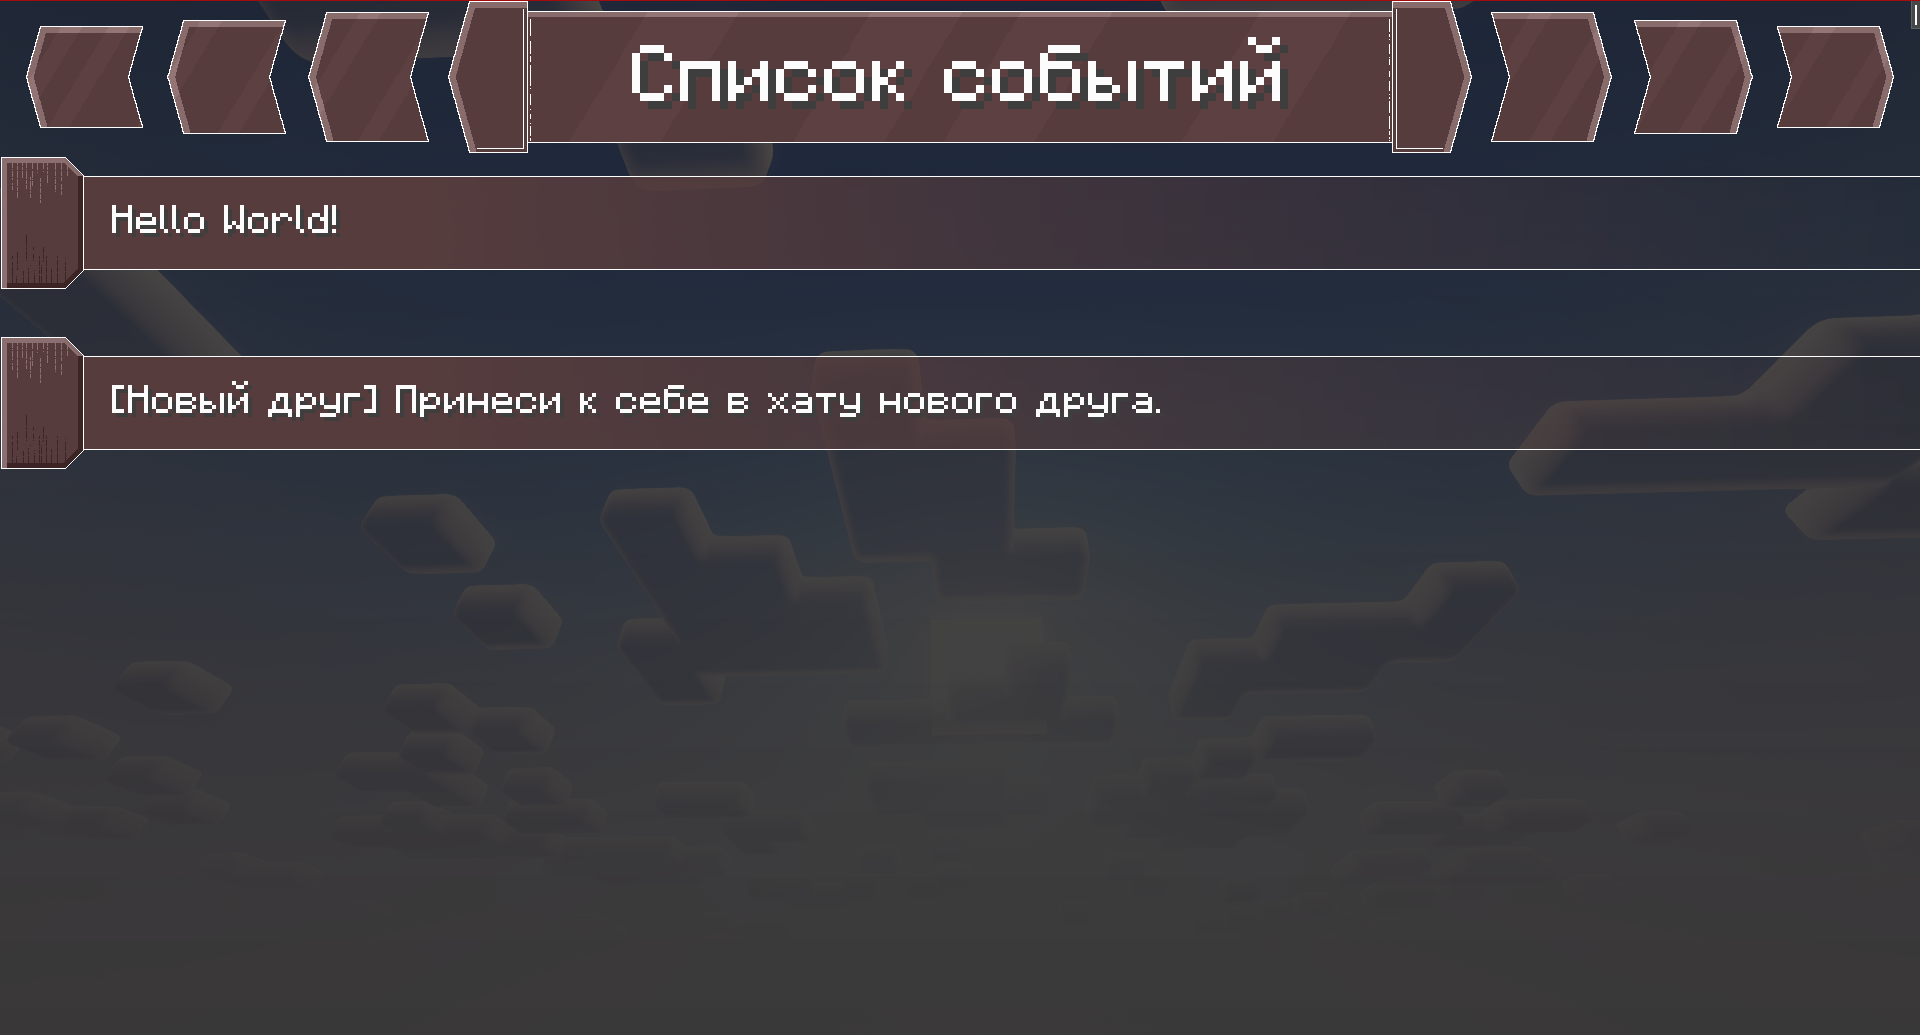 Список событий
Hello World!
[Новый друг] Принеси к себе в хату нового друга.